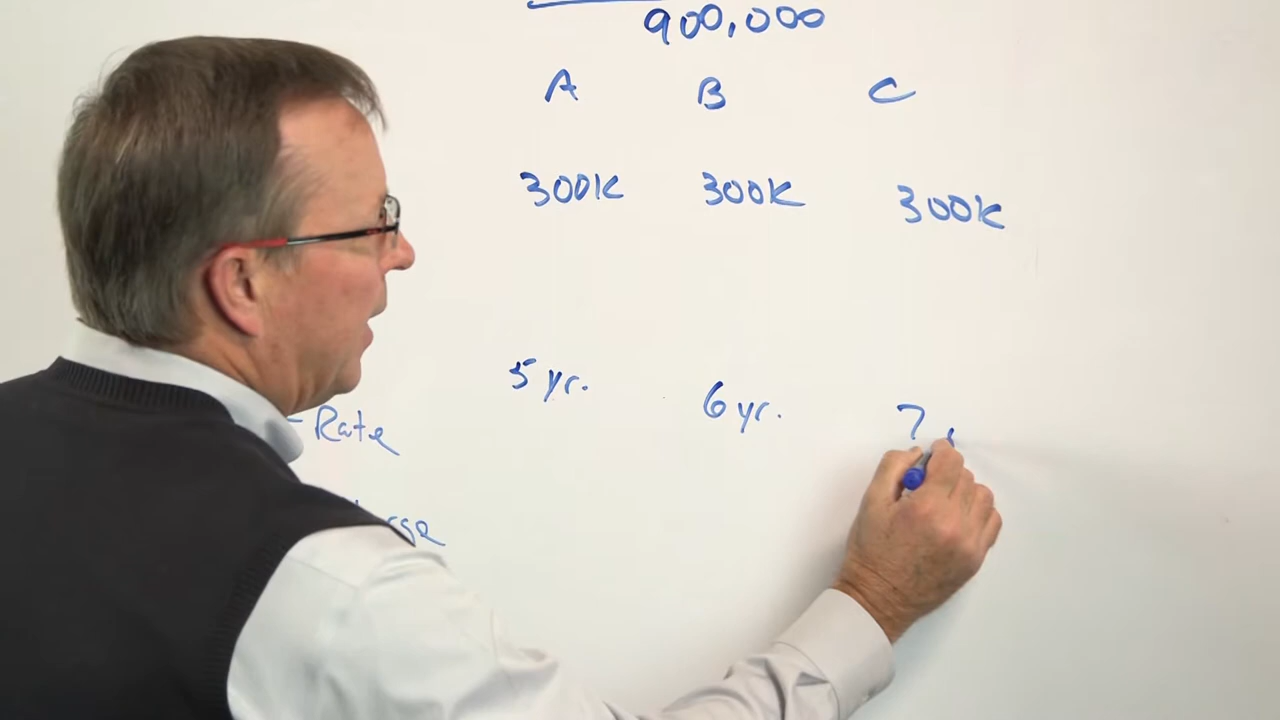 900,000
A B C
300K 300K 300K
5 yr. 6 yr. 7
- Rate